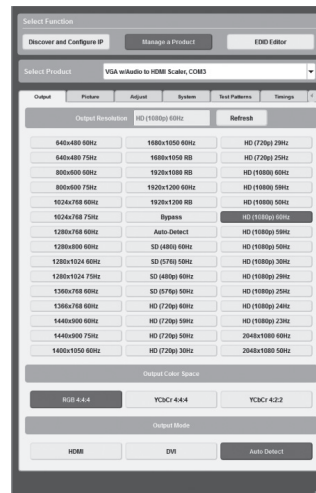 Select Function
Discover and Configure IP Manage a Product EDID Editor
Select Product VGA w/Audio to HDMI Scaler, COM3
Output Picture Adjust System Test Patterns Timings
Output Resolution HD (1080p) 60Hz Refresh
640x480 60Hz 1680x1050 60Hz HD (720p) 29Hz
640x480 75Hz 1680x1050 RB HD (720p) 25Hz
800x600 60Hz 1920x1080 RB HD (1080i) 60Hz
800x600 75Hz 1920x1200 60Hz HD (1080i) 59Hz
1024x768 60Hz 1920x1200 RB HD (1080i) 50Hz
1024x768 75Hz Bypass HD (1080p) 60Hz
1280x768 60Hz Auto-Detect HD (1080p) 59Hz
1280x800 60Hz SD (480i) 60Hz HD (1080p) 50Hz
1280x1024 60Hz SD (576i) 50Hz HD (1080p) 30Hz
1280x1024 75Hz SD (480p) 60Hz HD (1080p) 29Hz
1360x768 60Hz SD (576p) 50Hz HD (1080p) 25Hz
1366x768 60Hz HD (720p) 60Hz HD (1080p) 24Hz
1440x900 60Hz HD (720p) 59Hz HD (1080p) 23Hz
1440x900 75Hz HD (720p) 50Hz 2048x1080 60Hz
1400x1050 60Hz HD (720p) 30Hz 2048x1080 50Hz
Output Color Space
RGB 4:4:4 YCbCr 4:4:4 YCbCr 4:2:2
Output Mode
HDMI DVI Auto Detect